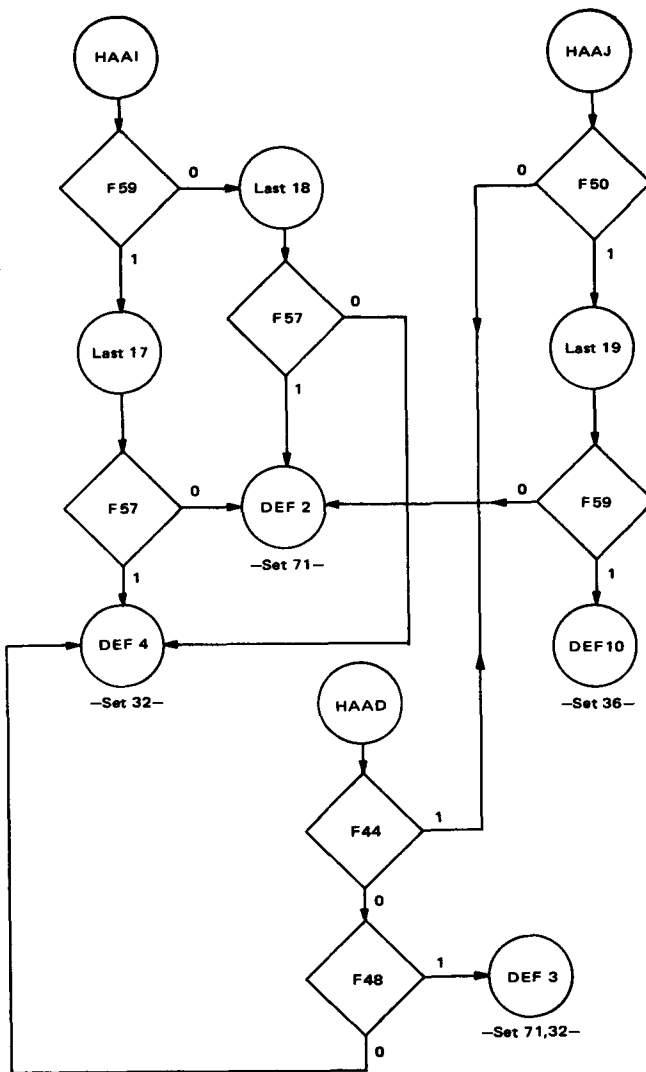 HAAI
HAAJ
F59
0
Last 18
0
F50
1
1
F57
0
Last 17
Last 19
1
F57
0
DEF 2
0
F59
—Set 71—
1
1
DEF 4
DEF10
—Set 32—
HAAD
—Set 36—
F44
1
0
F48
1
DEF 3
—Set 71,32—
0